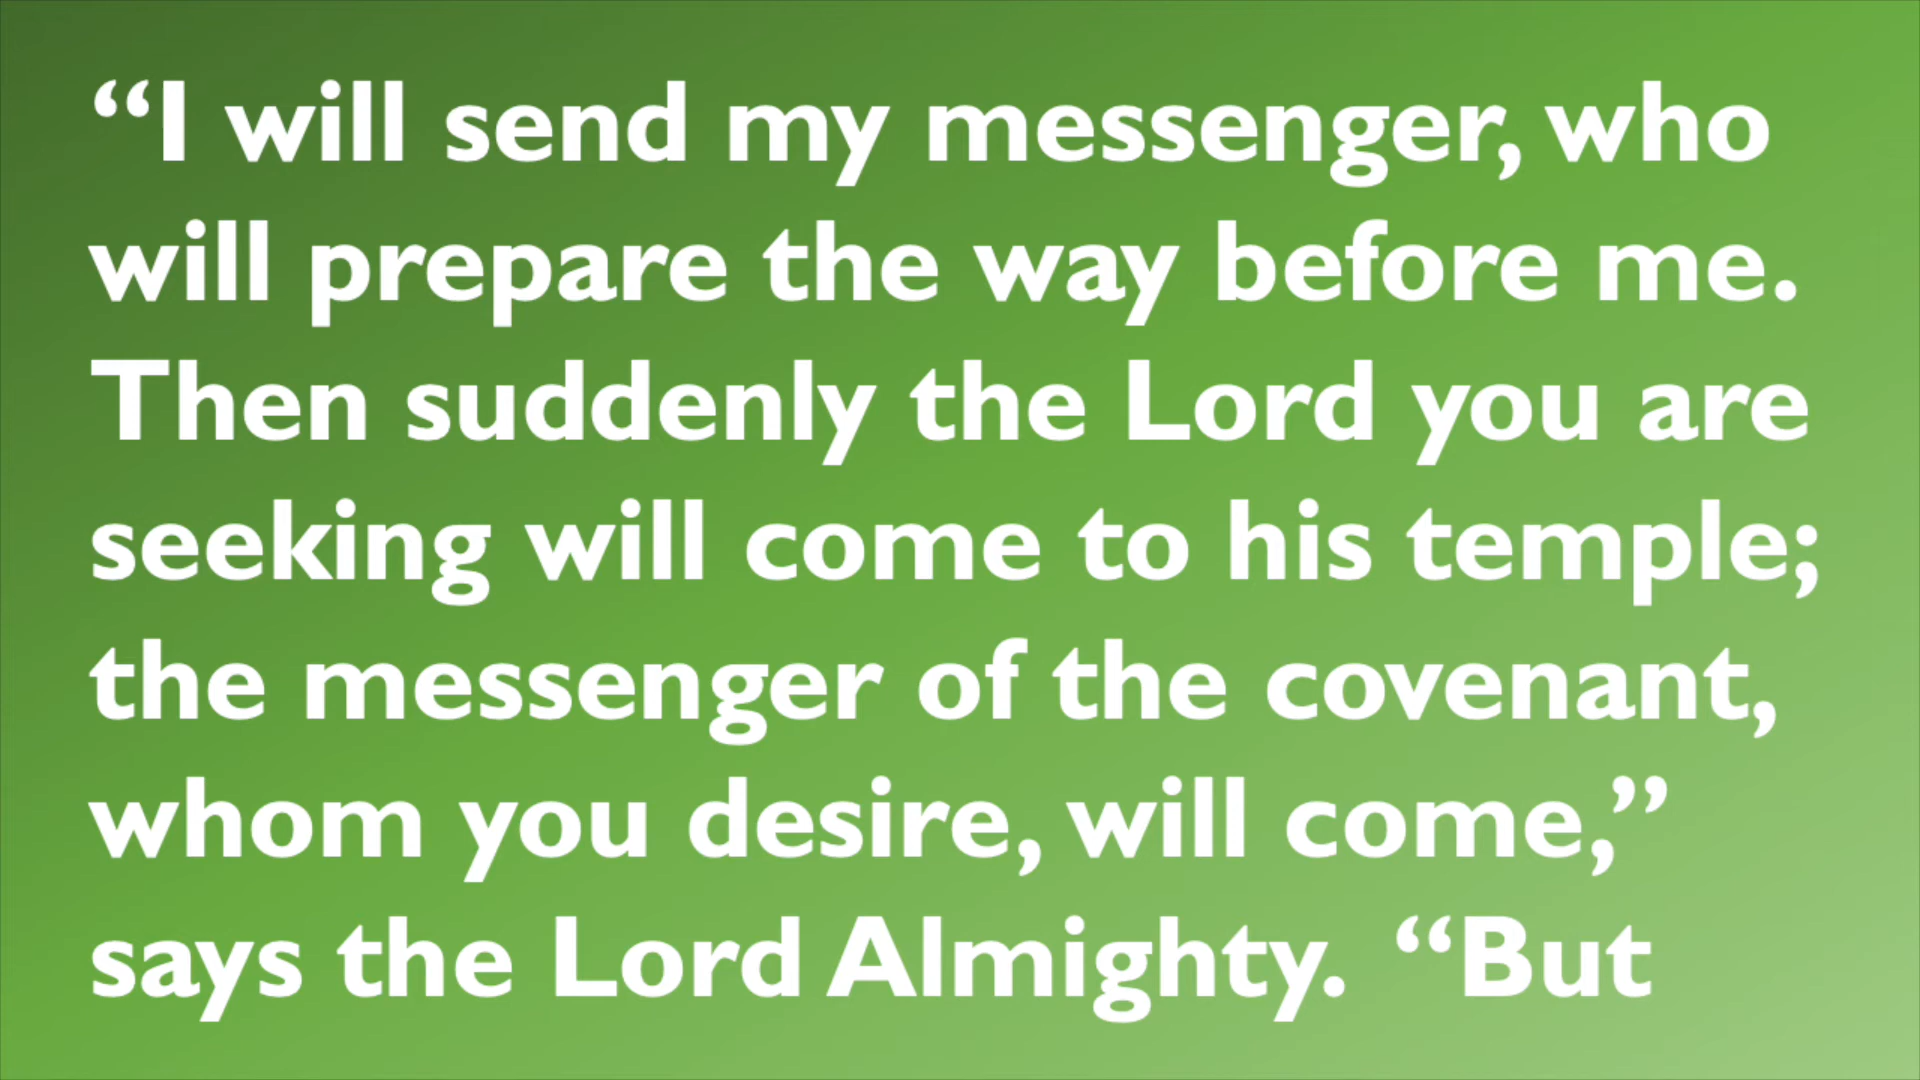 “I will send my messenger, who
will prepare the way before me.
Then suddenly the Lord you are
seeking will come to his temple;
the messenger of the covenant,
whom you desire, will come,”
says the Lord Almighty. “But